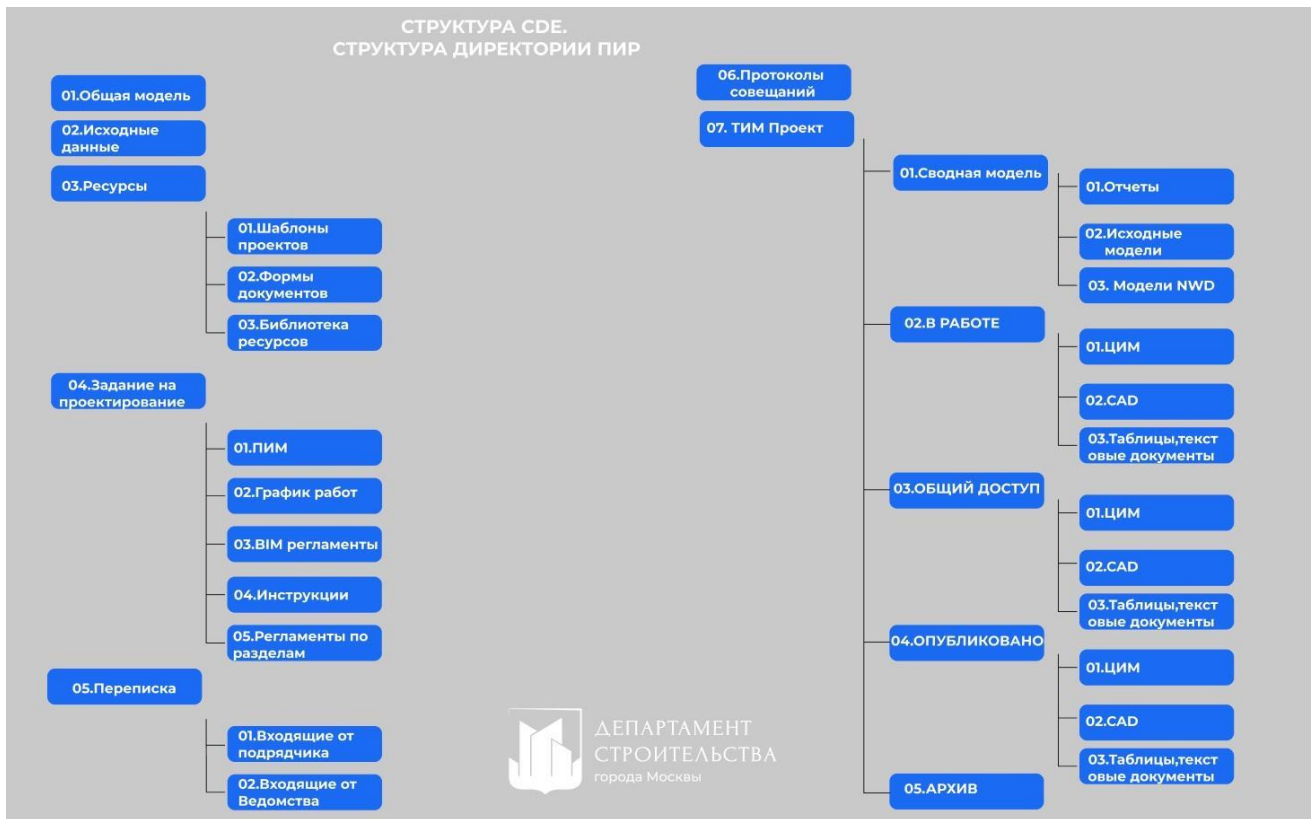 СТРУКТУРА CDE.
СТРУКТУРА ДИРЕКТОРИИ ПИР
01.Общая модель
02.Исходные
данные
03.Ресурсы
01.Шаблоны
проектов
02.Формы
документов
03.Библиотека
ресурсов
04.Задание на
проектирование
01.ПИМ
02.График работ
03.BIM регламенты
04.Инструкции
05.Регламенты по
разделам
05.Переписка
01.Входящие от
подрядчика
02.Входящие от
Ведомства
06.Протоколы
совещаний
07. ТИМ Проект
01.Сводная модель
01.Отчеты
02.Исходные
модели
03. Модели NWD
02.В РАБОТЕ
01.ЦИМ
02.CAD
03.Таблицы,текст
овые документы
03.ОБЩИЙ ДОСТУП
01.ЦИМ
02.CAD
03.Таблицы,текст
овые документы
04.ОПУБЛИКОВАНО
01.ЦИМ
02.CAD
03.Таблицы,текст
овые документы
05.АРХИВ
ДЕПАРТАМЕНТ
СТРОИТЕЛЬСТВА
города Москвы